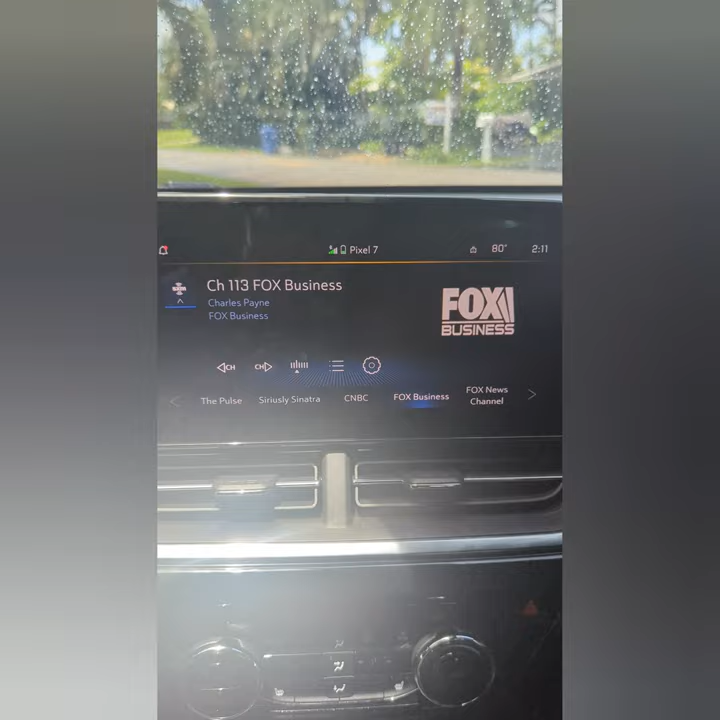 Pixel 7
80°
2:11
Ch 113 FOX Business
Charles Payne
FOX Business
FOX
BUSINESS
CH
CH
The Pulse
Siriusly Sinatra
CNBC
FOX Business
FOX News
Channel